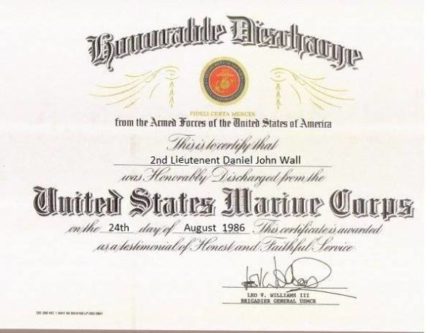 Honorable Discharge
from the Armed Forces of the United States of America
This is to certify that
2nd Lieutenent Daniel John Wall
was Honorably Discharged from the
United States Marine Corps
on the 24th day of August 1986 This certificate is awarded
as a testimonial of Honest and Faithful Service
LEO V. WILLIAMS III
BRIGADIER GENERAL USMCR